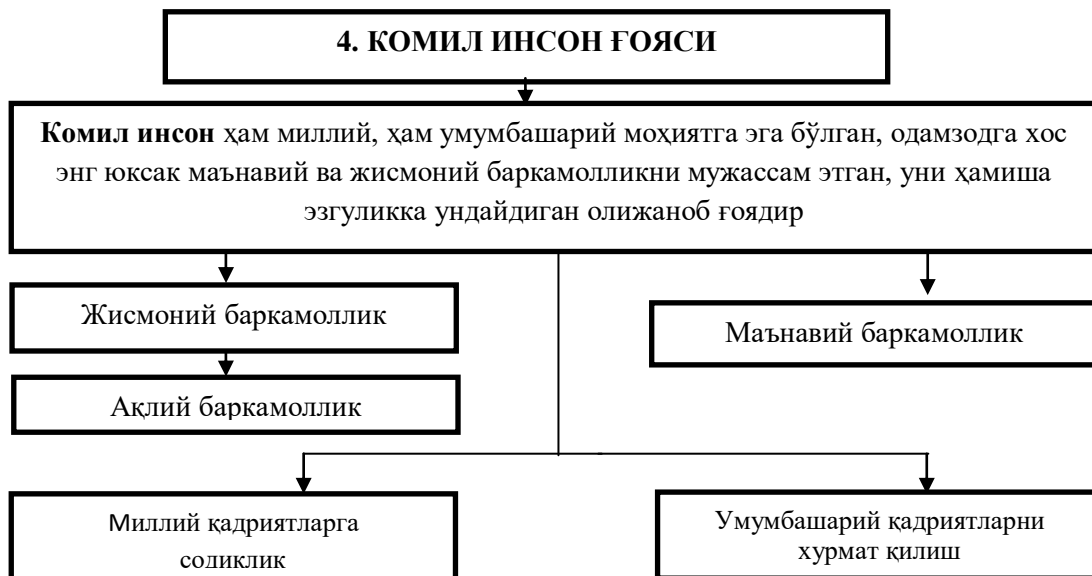 4. КОМИЛ ИНСОН ҒОЯСИ
Комил инсон ҳам миллий, ҳам умумбашарий моҳиятга эга бўлган, одамзодга хос
энг юксак маънавий ва жисмоний баркамолликни мужассам этган, уни ҳамиша
эзгуликка ундайдиган олижаноб ғоядир
Жисмоний баркамоллик
Маънавий баркамоллик
Ақлий баркамоллик
Миллий қадриятларга
содиқлик
Умумбашарий қадриятларни
хурмат қилиш